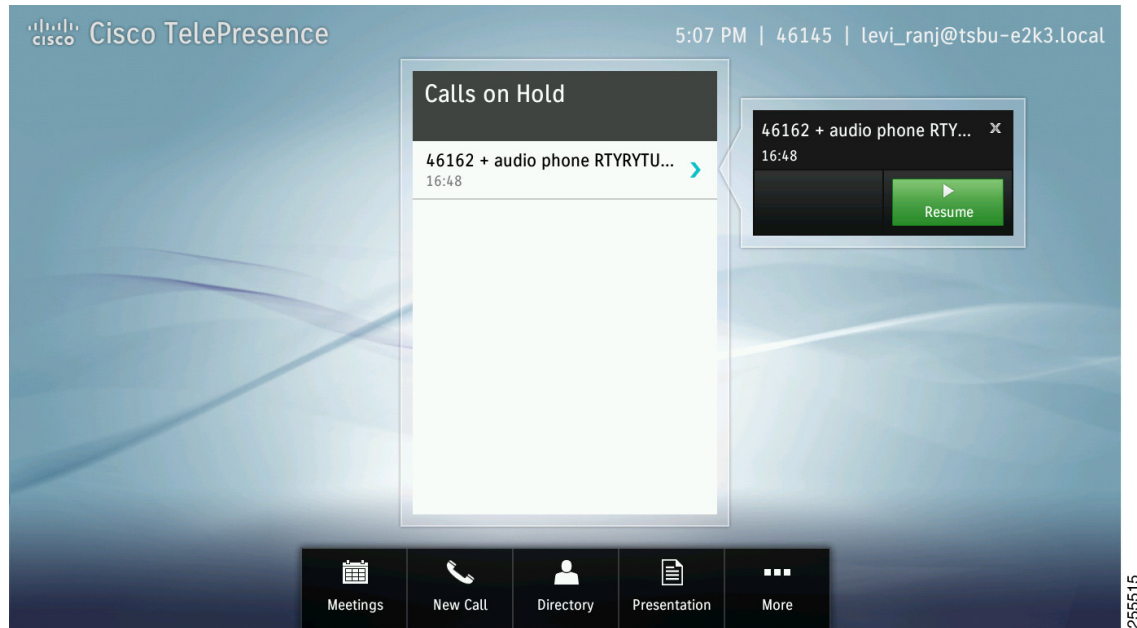 cisco Cisco TelePresence
5:07 PM | 46145 | levi_ranj@tsbu-e2k3.local
Calls on Hold
46162 + audio phone RTYRYTU...
16:48
46162 + audio phone RTY... X
16:48
Resume
Meetings
New Call
Directory
Presentation
More
255515